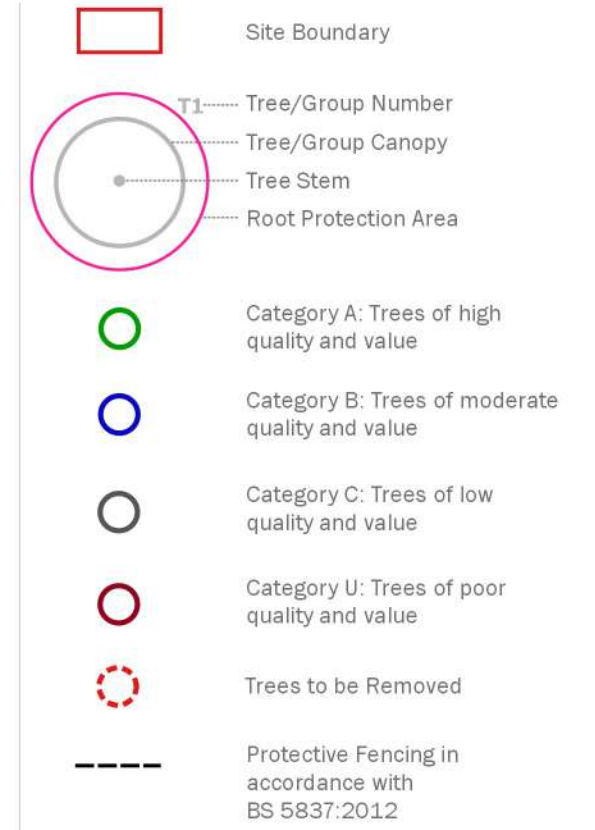 Site Boundary
T1
Tree/Group Number
Tree/Group Canopy
Tree Stem
Root Protection Area
Category A: Trees of high
quality and value
Category B: Trees of moderate
quality and value
Category C: Trees of low
quality and value
Category U: Trees of poor
quality and value
Trees to be Removed
Protective Fencing in
accordance with
BS 5837:2012